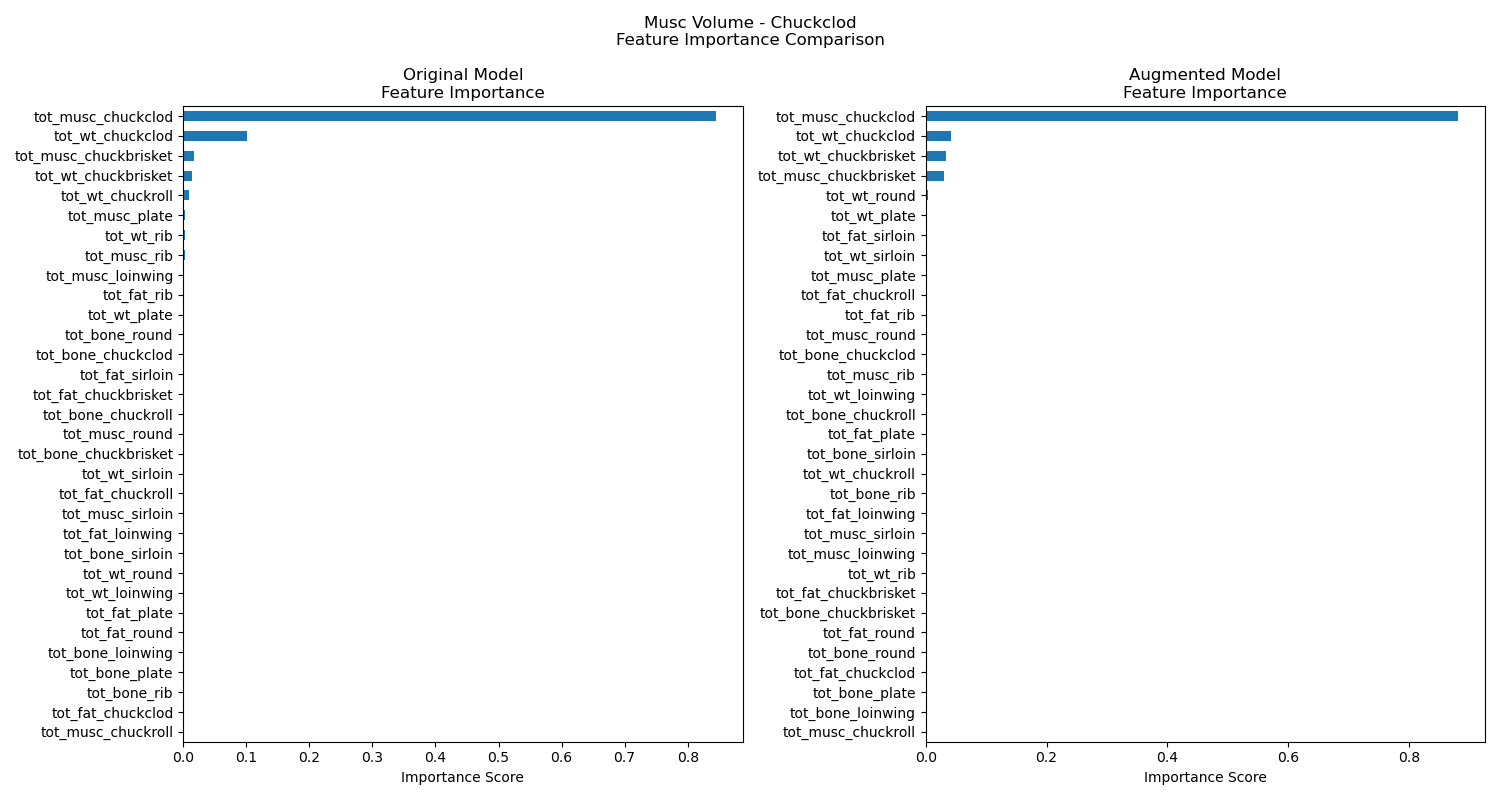 Musc Volume - Chuckclod
Feature Importance Comparison
Original Model
Feature Importance
tot_musc_chuckclod
tot_wt_chuckclod
tot_musc_chuckbrisket
tot_wt_chuckbrisket
tot_wt_chuckroll
tot_musc_plate
tot_wt_rib
tot_musc_rib
tot_musc_loinwing
tot_fat_rib
tot_wt_plate
tot_bone_round
tot_bone_chuckclod
tot_fat_sirloin
tot_fat_chuckbrisket
tot_bone_chuckroll
tot_musc_round
tot_bone_chuckbrisket
tot_wt_sirloin
tot_fat_chuckroll
tot_musc_sirloin
tot_fat_loinwing
tot_bone_sirloin
tot_wt_round
tot_wt_loinwing
tot_fat_plate
tot_fat_round
tot_bone_loinwing
tot_bone_plate
tot_bone_rib
tot_fat_chuckclod
tot_musc_chuckroll
0.0 0.1 0.2 0.3 0.4 0.5 0.6 0.7 0.8
Importance Score
Augmented Model
Feature Importance
tot_musc_chuckclod
tot_wt_chuckclod
tot_wt_chuckbrisket
tot_musc_chuckbrisket
tot_wt_round
tot_wt_plate
tot_fat_sirloin
tot_wt_sirloin
tot_musc_plate
tot_fat_chuckroll
tot_fat_rib
tot_musc_round
tot_bone_chuckclod
tot_musc_rib
tot_wt_loinwing
tot_bone_chuckroll
tot_fat_plate
tot_bone_sirloin
tot_wt_chuckroll
tot_bone_rib
tot_fat_loinwing
tot_musc_sirloin
tot_musc_loinwing
tot_wt_rib
tot_fat_chuckbrisket
tot_bone_chuckbrisket
tot_fat_round
tot_bone_round
tot_fat_chuckclod
tot_bone_plate
tot_bone_loinwing
tot_musc_chuckroll
0.0 0.2 0.4 0.6 0.8
Importance Score